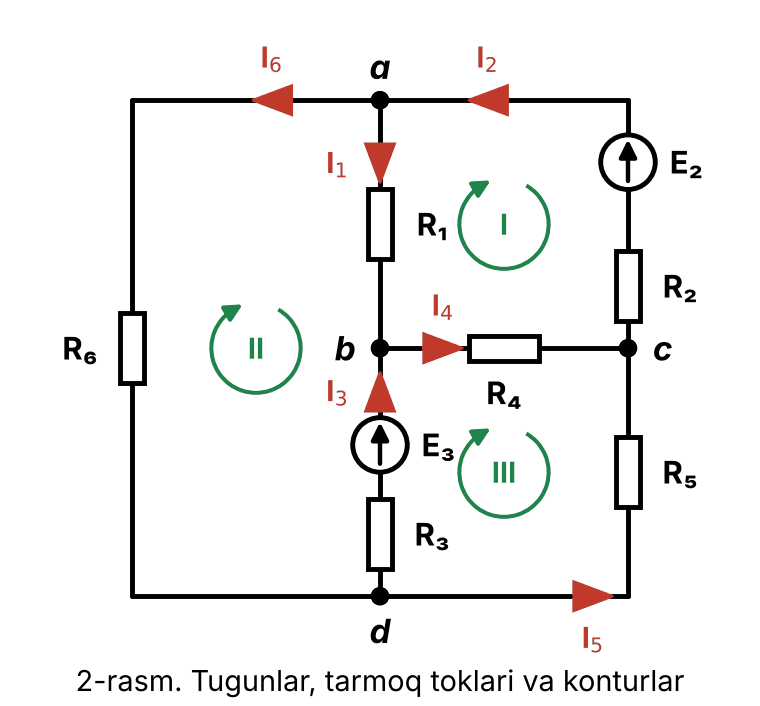 I₆ a I₂
I₁ E₂
R₁ I
R₂
I₄
R₆ II b c
I₃ R₄
E₃ III R₅
R₃
d I₅
2-rasm. Tugunlar, tarmoq toklari va konturlar